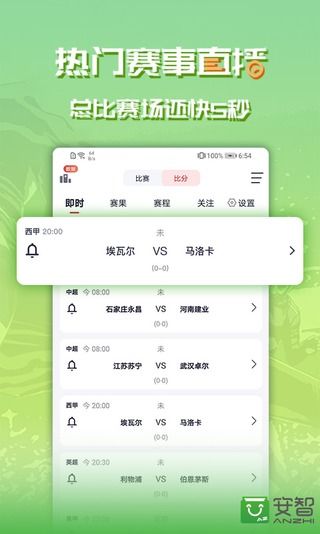 热门赛事直播
总比赛场还快5秒
64
B/s
6:54
数据
比赛
比分
即时 赛果 赛程 关注 设置
西甲 20:00 未
埃瓦尔 VS 马洛卡
(0-0)
中超 今 08:00 未
石家庄永昌 VS 河南建业
(0-0)
中超 今 08:00 未
江苏苏宁 VS 武汉卓尔
(0-0)
西甲 今 20:00 未
埃瓦尔 VS 马洛卡
(0-0)
英超 今 20:30 未
利物浦 VS 伯恩茅斯
(0-0)
AZ
安智
ANZHI